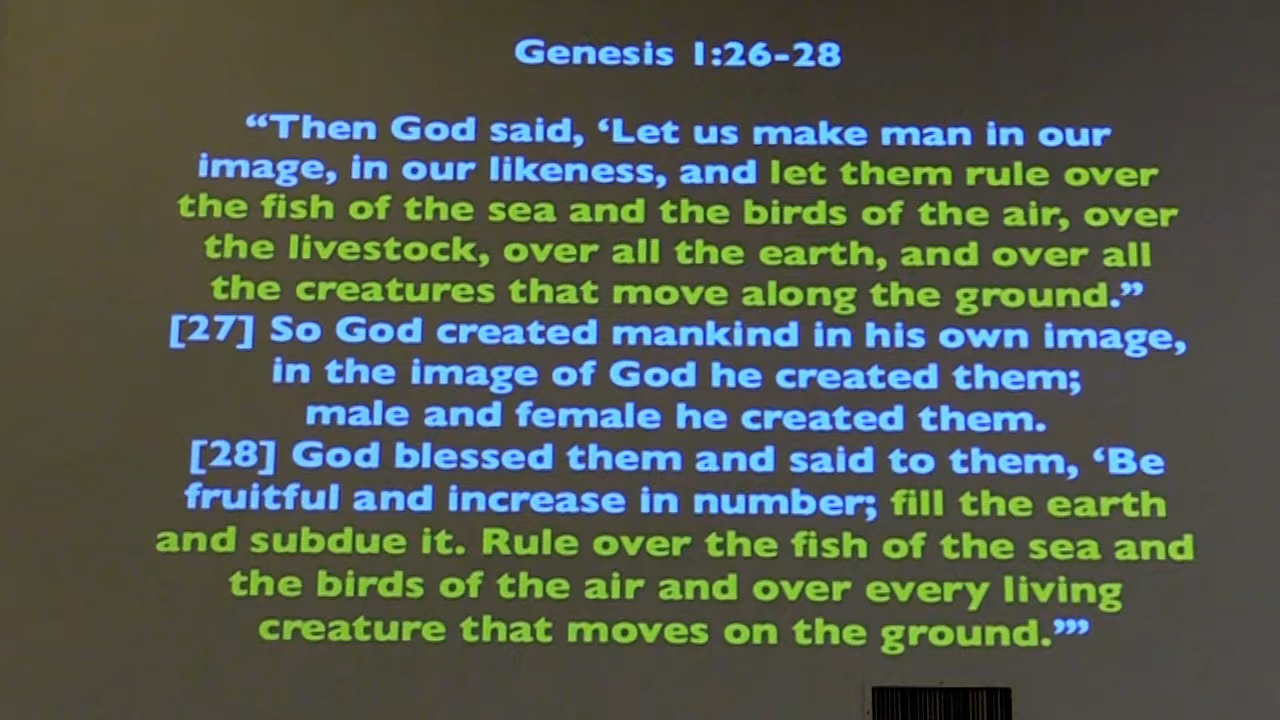 Genesis 1:26-28
“Then God said, ‘Let us make man in our
image, in our likeness, and let them rule over
the fish of the sea and the birds of the air, over
the livestock, over all the earth, and over all
the creatures that move along the ground.”
[27] So God created mankind in his own image,
in the image of God he created them;
male and female he created them.
[28] God blessed them and said to them, ‘Be
fruitful and increase in number; fill the earth
and subdue it. Rule over the fish of the sea and
the birds of the air and over every living
creature that moves on the ground.’”